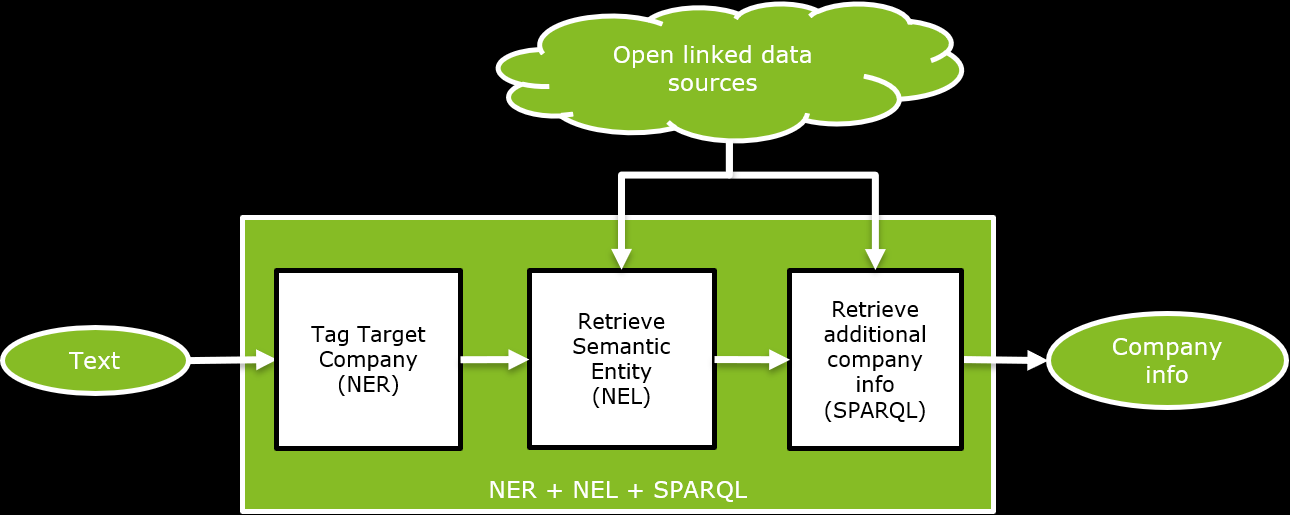 Open linked data
sources
Text
Tag Target
Company
(NER)
Retrieve
Semantic
Entity
(NEL)
Retrieve
additional
company
info
(SPARQL)
Company
info
NER + NEL + SPARQL